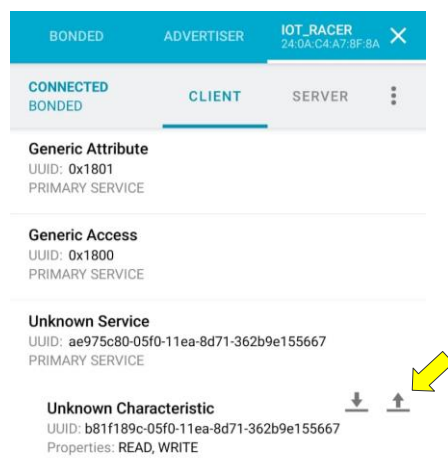 BONDED ADVERTISER IOT_RACER
24:0A:C4:A7:8F:8A
CONNECTED
BONDED
CLIENT SERVER
Generic Attribute
UUID: 0x1801
PRIMARY SERVICE
Generic Access
UUID: 0x1800
PRIMARY SERVICE
Unknown Service
UUID: ae975c80-05f0-11ea-8d71-362b9e155667
PRIMARY SERVICE
Unknown Characteristic
UUID: b81f189c-05f0-11ea-8d71-362b9e155667
Properties: READ, WRITE